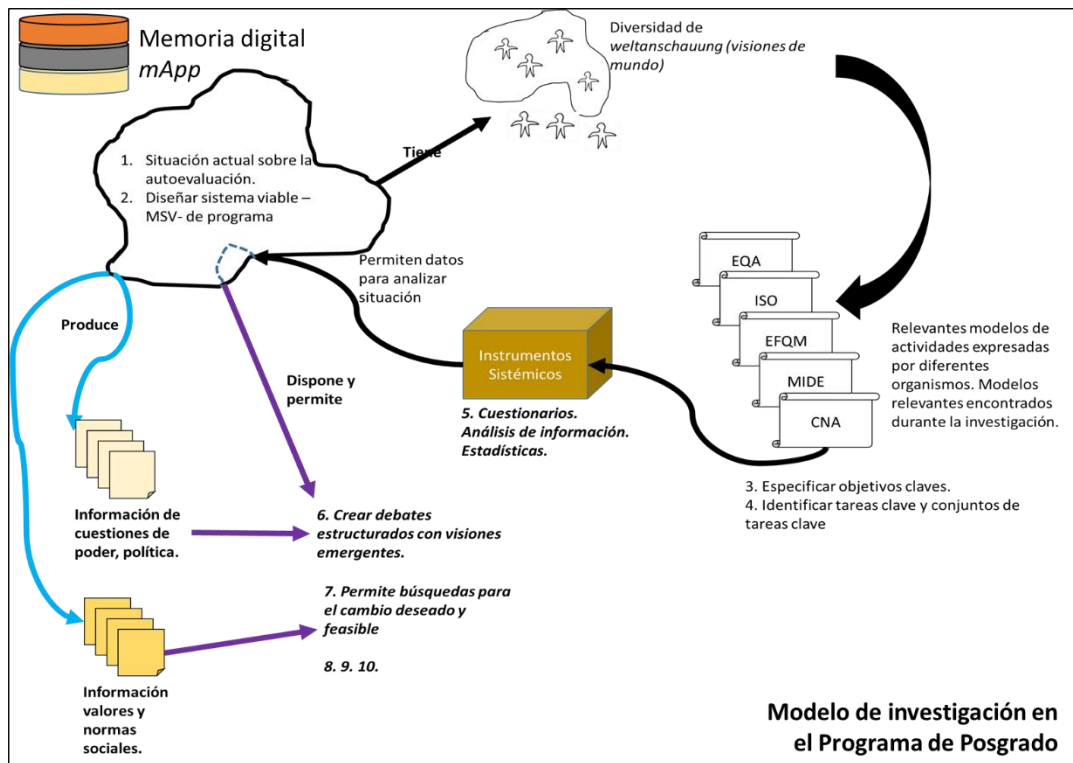 Memoria digital
mApp
Diversidad de
weltanschauung (visiones de
mundo)
Tiene
1. Situación actual sobre la
autoevaluación.
2. Diseñar sistema viable –
MSV- de programa
Permiten datos
para analizar
situación
Produce
Dispone y
permite
Instrumentos
Sistémicos
5. Cuestionarios.
Análisis de información.
Estadísticas.
EQA
ISO
EFQM
MIDE
CNA
Relevantes modelos de
actividades expresadas
por diferentes
organismos. Modelos
relevantes encontrados
durante la investigación.
3. Especificar objetivos claves.
4. Identificar tareas clave y conjuntos de
tareas clave
Información de
cuestiones de
poder, política.
6. Crear debates
estructurados con visiones
emergentes.
7. Permite búsquedas para
el cambio deseado y
feasible
8. 9. 10.
Información
valores y
normas
sociales.
Modelo de investigación en
el Programa de Posgrado